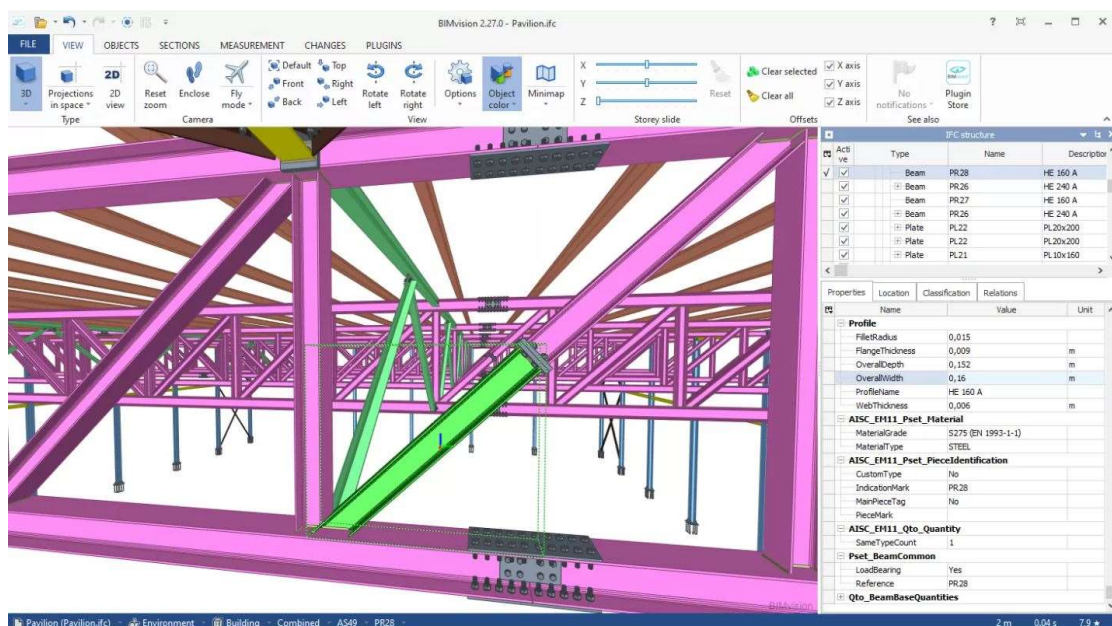 BIMvision 2.27.0 - Pavilion.ifc
FILE VIEW OBJECTS SECTIONS MEASUREMENT CHANGES PLUGINS
3D
Projections in space
2D view
Reset zoom
Enclose
Fly mode
Default
Front
Back
Top
Right
Left
Rotate left
Rotate right
Options
Object color
Minimap
X
Y
Z
Reset
Clear selected
Clear all
X axis
Y axis
Z axis
No notifications
Plugin Store
Type Camera View Storey slide Offsets See also
IFC structure
Active Type Name Description
Beam PR28 HE 160 A
Beam PR26 HE 240 A
Beam PR27 HE 160 A
Beam PR26 HE 240 A
Plate PL22 PL20x200
Plate PL22 PL20x200
Plate PL21 PL10x160
Properties Location Classification Relations
Name Value Unit
Profile
FilletRadius 0,015
FlangeThickness 0,009 m
OverallDepth 0,152 m
OverallWidth 0,16 m
ProfileName HE 160 A
WebThickness 0,006 m
AISC_EM11_Pset_Material
MaterialGrade S275 (EN 1993-1-1)
MaterialType STEEL
AISC_EM11_Pset_PieceIdentification
CustomType No
IndicationMark PR28
MainPieceTag No
PieceMark
AISC_EM11_Qto_Quantity
SameTypeCount 1
Pset_BeamCommon
LoadBearing Yes
Reference PR28
Qto_BeamBaseQuantities
BIMvision
Pavilion (Pavilion.ifc) Environment Building Combined AS49 PR28 2 m 0.04 s 7.9